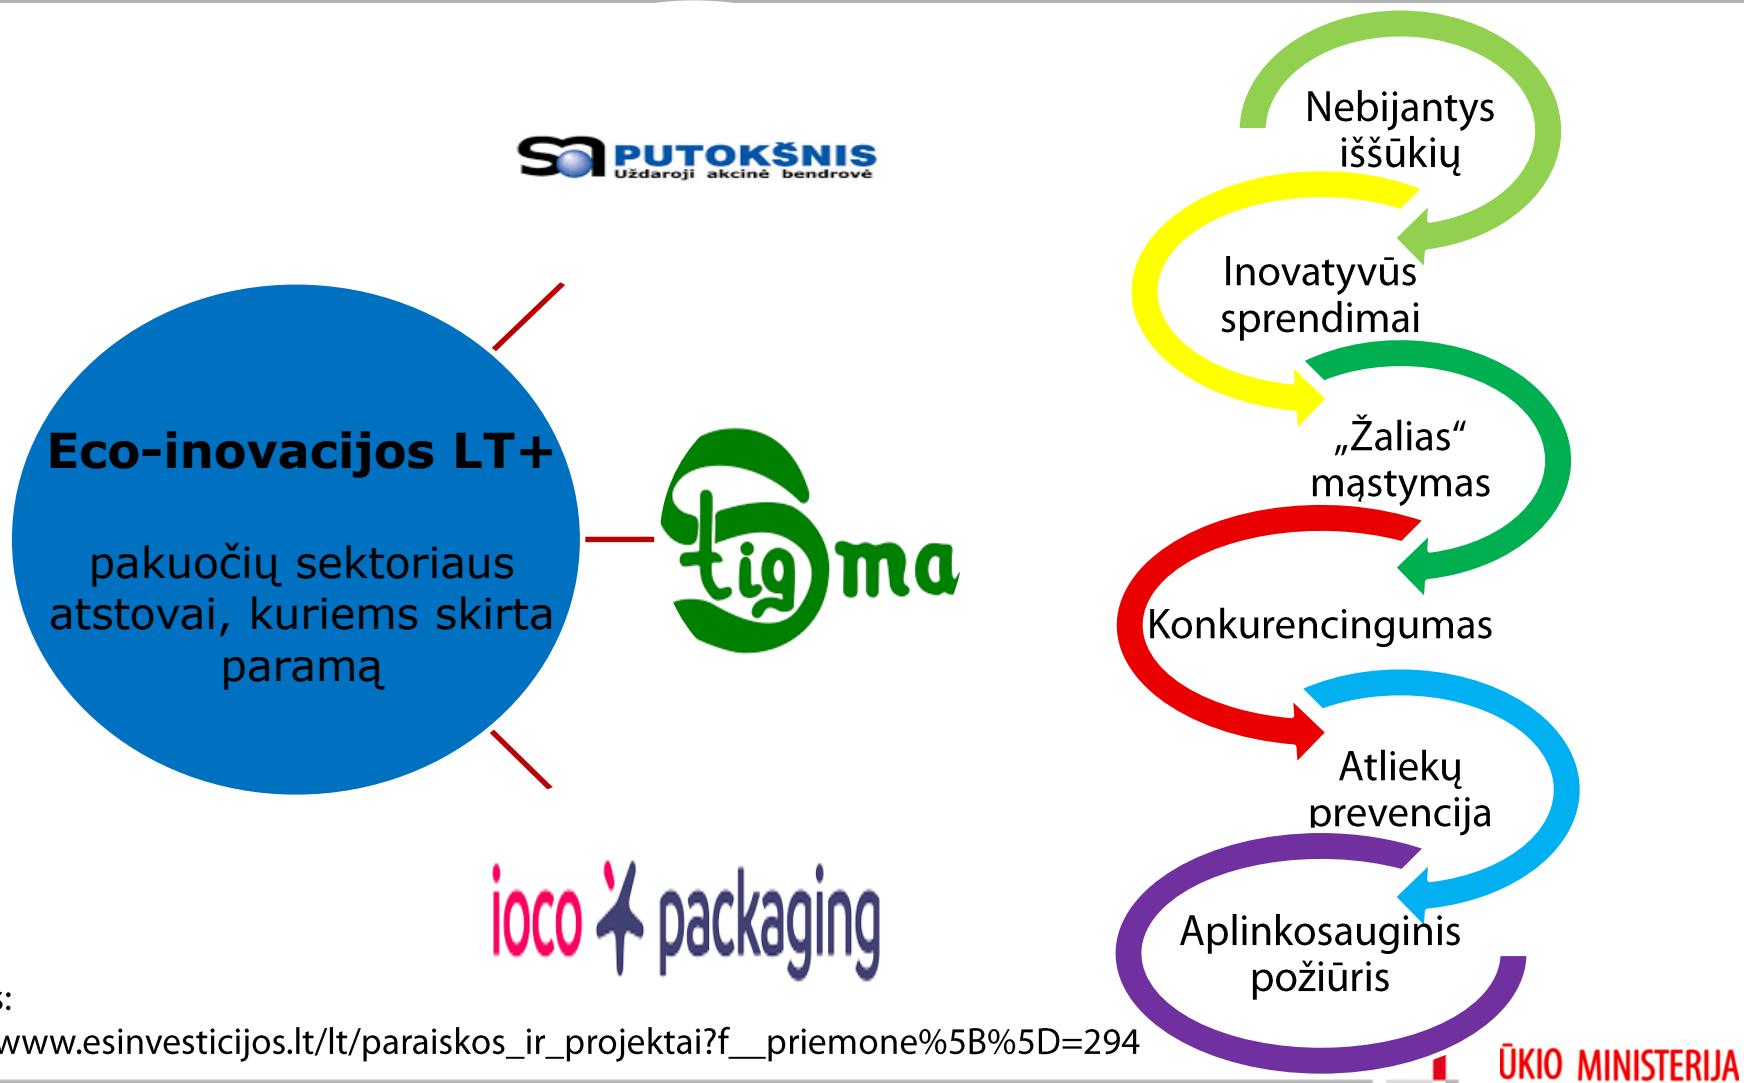 PUTOKŠNIS
Uždaroji akcinė bendrovė
Eco-inovacijos LT+
pakuočių sektoriaus
atstovai, kuriems skirta
paramą
Stigma
ioco packaging
s:
www.esinvesticijos.lt/lt/paraiskos_ir_projektai?f__priemone%5B%5D=294
Nebijantys
iššūkių
Inovatyvūs
sprendimai
„Žalias“
mąstymas
Konkurencingumas
Atliekų
prevencija
Aplinkosauginis
požiūris
ŪKIO MINISTERIJA